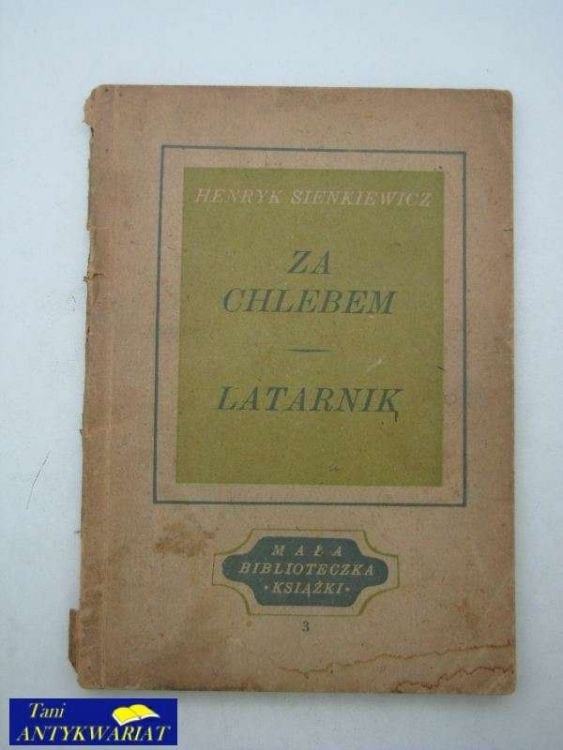 HENRYK SIENKIEWICZ
ZA
CHLEBEM
LATARNIK
MAŁA
BIBLIOTECZKA
• KSIĄŻKI •
3
Tani
ANTYKWARIAT